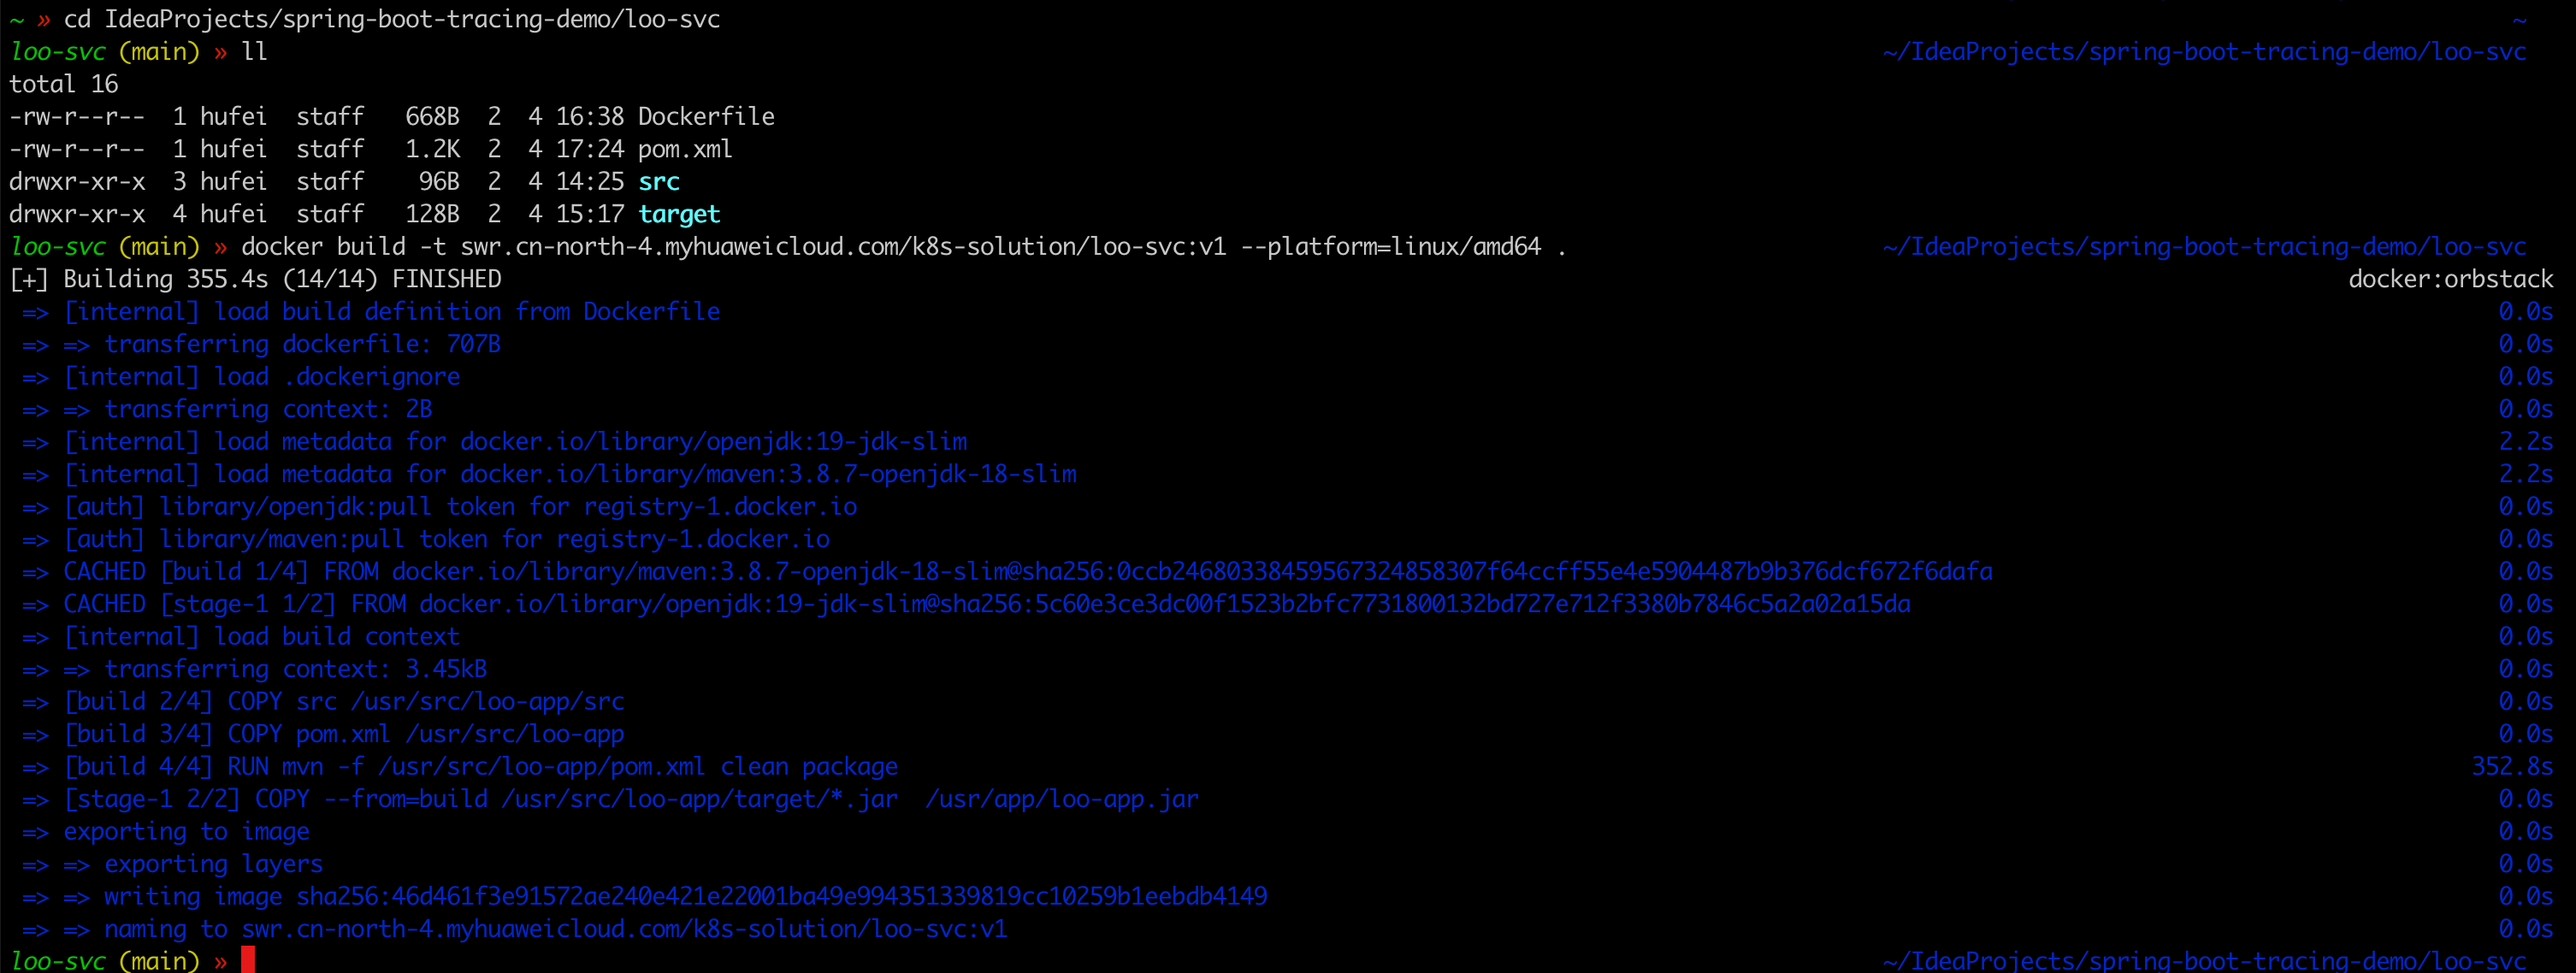 ~ » cd IdeaProjects/spring-boot-tracing-demo/loo-svc ~
loo-svc (main) » ll ~/IdeaProjects/spring-boot-tracing-demo/loo-svc
total 16
-rw-r--r-- 1 hufei staff 668B 2 4 16:38 Dockerfile
-rw-r--r-- 1 hufei staff 1.2K 2 4 17:24 pom.xml
drwxr-xr-x 3 hufei staff 96B 2 4 14:25 src
drwxr-xr-x 4 hufei staff 128B 2 4 15:17 target
loo-svc (main) » docker build -t swr.cn-north-4.myhuaweicloud.com/k8s-solution/loo-svc:v1 --platform=linux/amd64 . ~/IdeaProjects/spring-boot-tracing-demo/loo-svc
[+] Building 355.4s (14/14) FINISHED docker:orbstack
=> [internal] load build definition from Dockerfile 0.0s
=> => transferring dockerfile: 707B 0.0s
=> [internal] load .dockerignore 0.0s
=> => transferring context: 2B 0.0s
=> [internal] load metadata for docker.io/library/openjdk:19-jdk-slim 2.2s
=> [internal] load metadata for docker.io/library/maven:3.8.7-openjdk-18-slim 2.2s
=> [auth] library/openjdk:pull token for registry-1.docker.io 0.0s
=> [auth] library/maven:pull token for registry-1.docker.io 0.0s
=> CACHED [build 1/4] FROM docker.io/library/maven:3.8.7-openjdk-18-slim@sha256:0ccb24680338459567324858307f64ccff55e4e5904487b9b376dcf672f6dafa 0.0s
=> CACHED [stage-1 1/2] FROM docker.io/library/openjdk:19-jdk-slim@sha256:5c60e3ce3dc00f1523b2bfc7731800132bd727e712f3380b7846c5a2a02a15da 0.0s
=> [internal] load build context 0.0s
=> => transferring context: 3.45kB 0.0s
=> [build 2/4] COPY src /usr/src/loo-app/src 0.0s
=> [build 3/4] COPY pom.xml /usr/src/loo-app 0.0s
=> [build 4/4] RUN mvn -f /usr/src/loo-app/pom.xml clean package 352.8s
=> [stage-1 2/2] COPY --from=build /usr/src/loo-app/target/*.jar /usr/app/loo-app.jar 0.0s
=> exporting to image 0.0s
=> => exporting layers 0.0s
=> => writing image sha256:46d461f3e91572ae240e421e22001ba49e994351339819cc10259b1eebdb4149 0.0s
=> => naming to swr.cn-north-4.myhuaweicloud.com/k8s-solution/loo-svc:v1 0.0s
loo-svc (main) » ~/IdeaProjects/spring-boot-tracing-demo/loo-svc